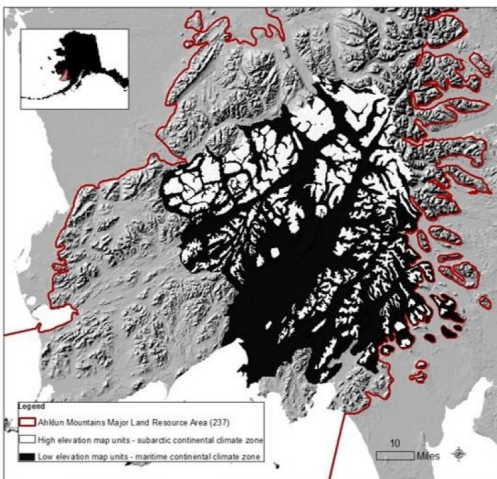 Legend
Ahklun Mountains Major Land Resource Area (237)
High elevation map units - subarctic continental climate zone
Low elevation map units - maritime continental climate zone
10
Miles